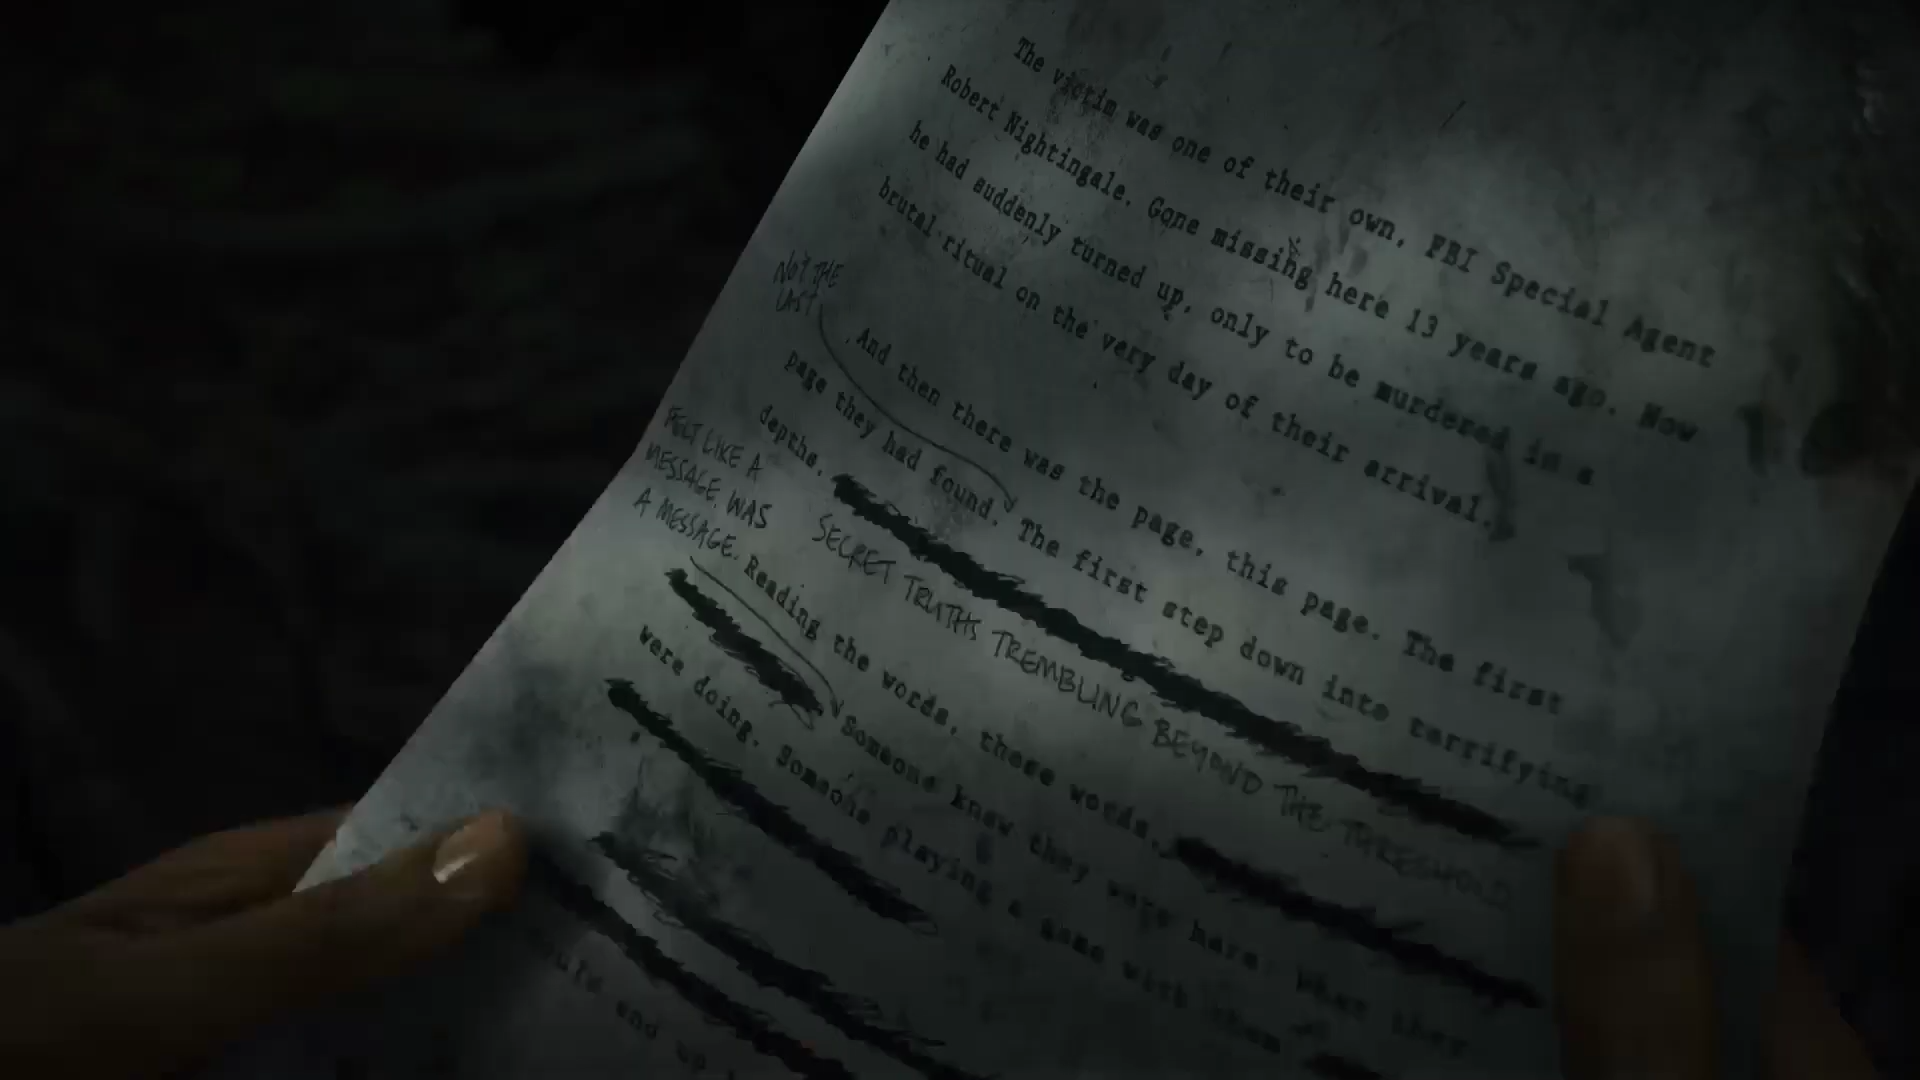 The victim was one of their own, FBI Special Agent
Robert Nightingale. Gone missing here 13 years ago. Now
he had suddenly turned up, only to be murdered in a
brutal ritual on the very day of their arrival.
NOT THE
LAST
And then there was the page, this page. The first
page they had found. The first step down into terrifying
depths.
SECRET TRUTHS TREMBLING BEYOND THE THRESHOLD
FELT LIKE A
MESSAGE. WAS
A MESSAGE.
Reading the words, these words,
Someone knew they were here. What they
were doing. Someone playing a game with them
end up